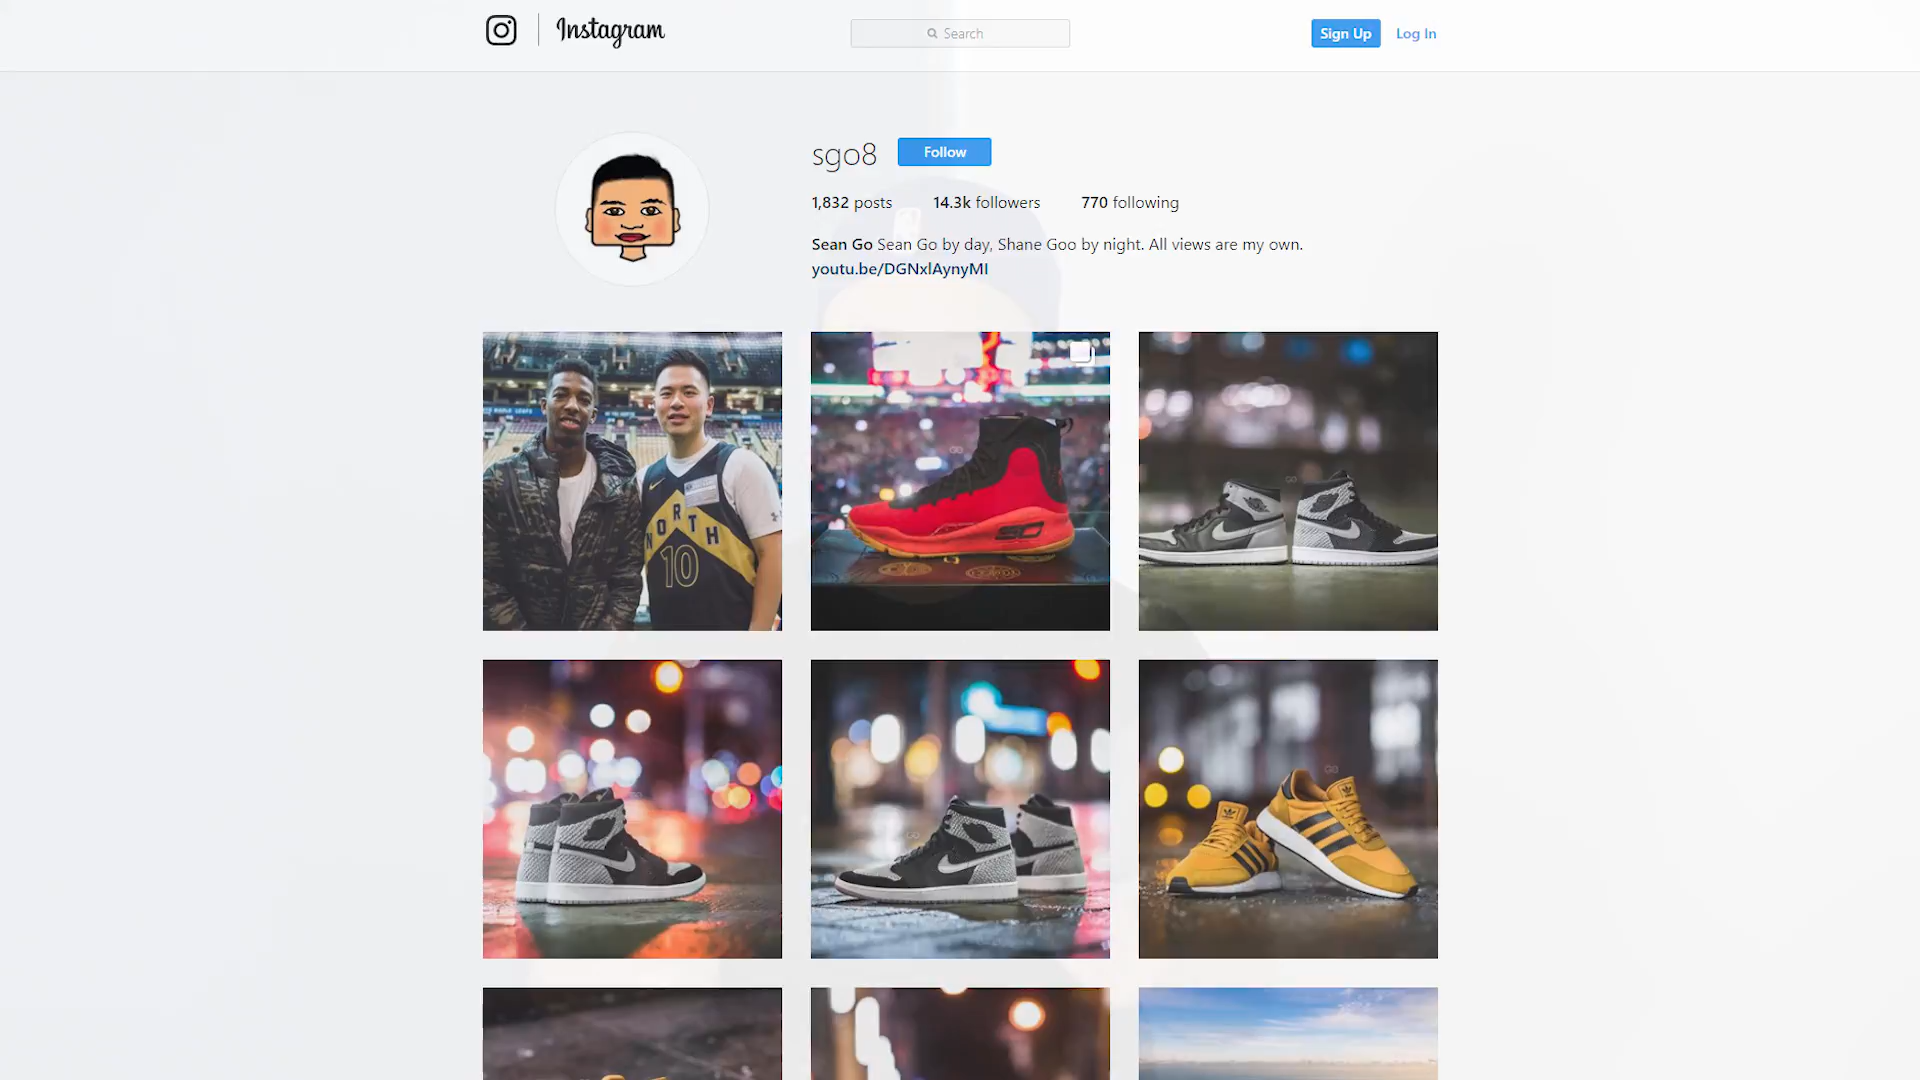 Instagram
Search
Sign Up
Log In
sgo8
Follow
1,832 posts
14.3k followers
770 following
Sean Go Sean Go by day, Shane Goo by night. All views are my own.
youtu.be/DGNxlAynyMI
NORTH
10
SC